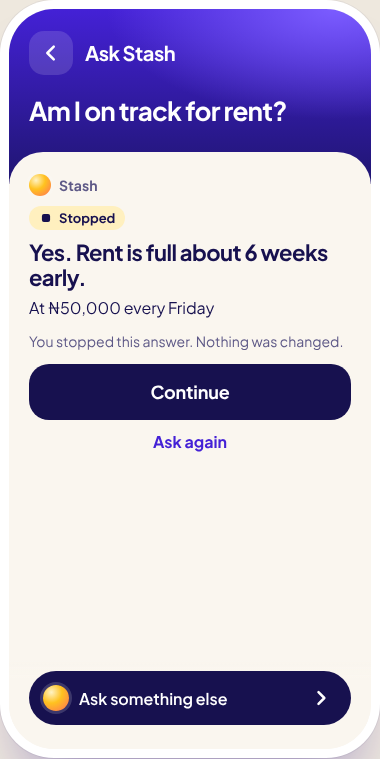 Ask Stash
Am I on track for rent?
Stash
Stopped
Yes. Rent is full about 6 weeks
early.
At ₦50,000 every Friday
You stopped this answer. Nothing was changed.
Continue
Ask again
Ask something else